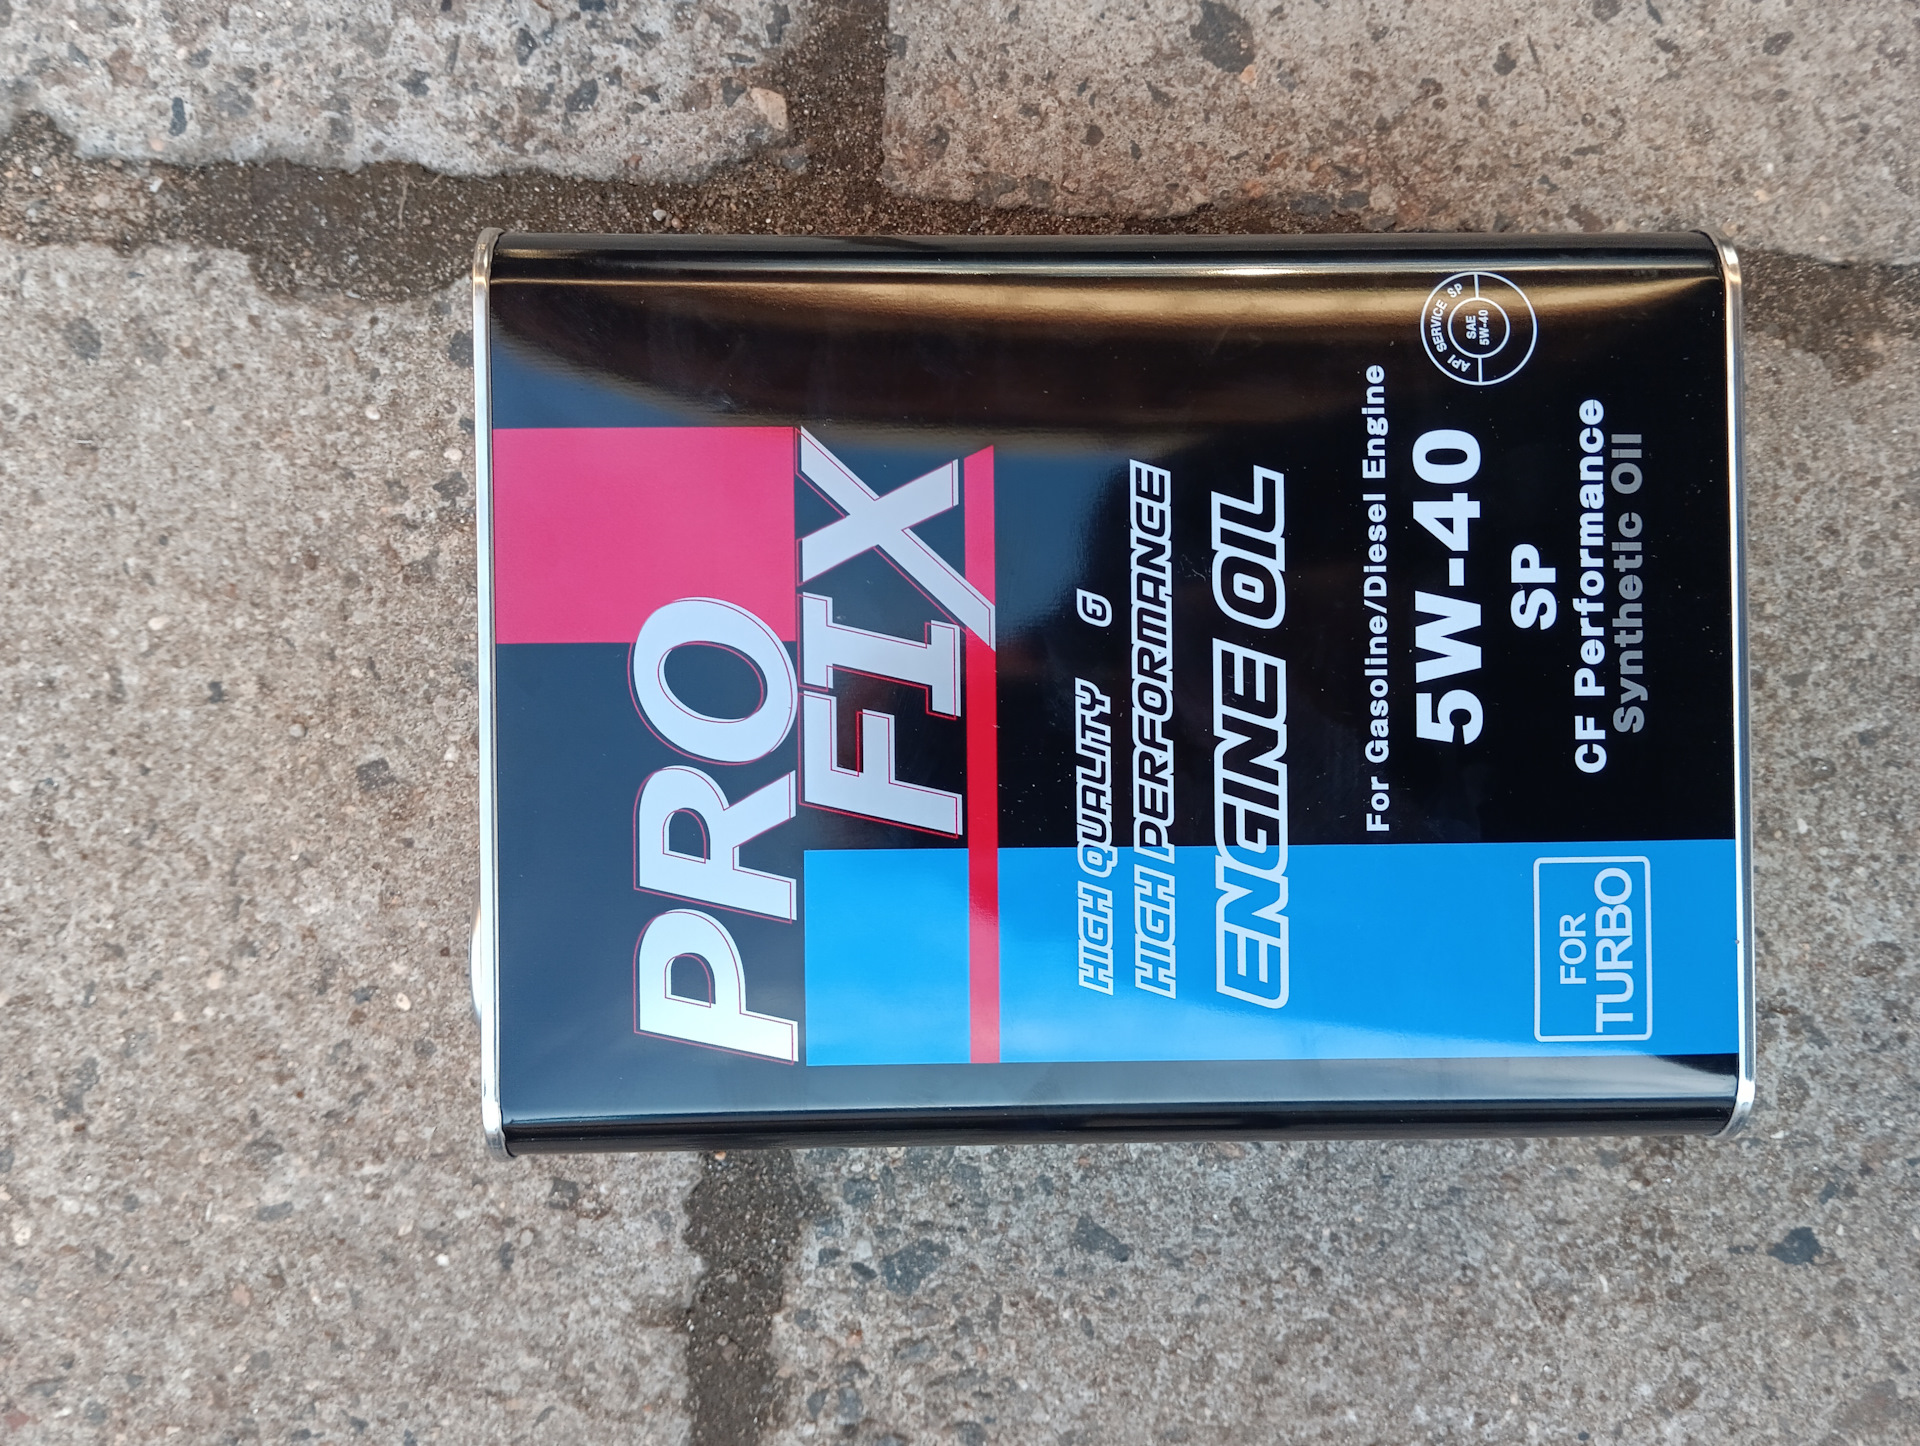 PRO
FIX
HIGH QUALITY &
HIGH PERFORMANCE
ENGINE OIL
For Gasoline/Diesel Engine
API SERVICE SP
SAE
5W-40
5W-40
SP
CF Performance
Synthetic Oil
FOR
TURBO